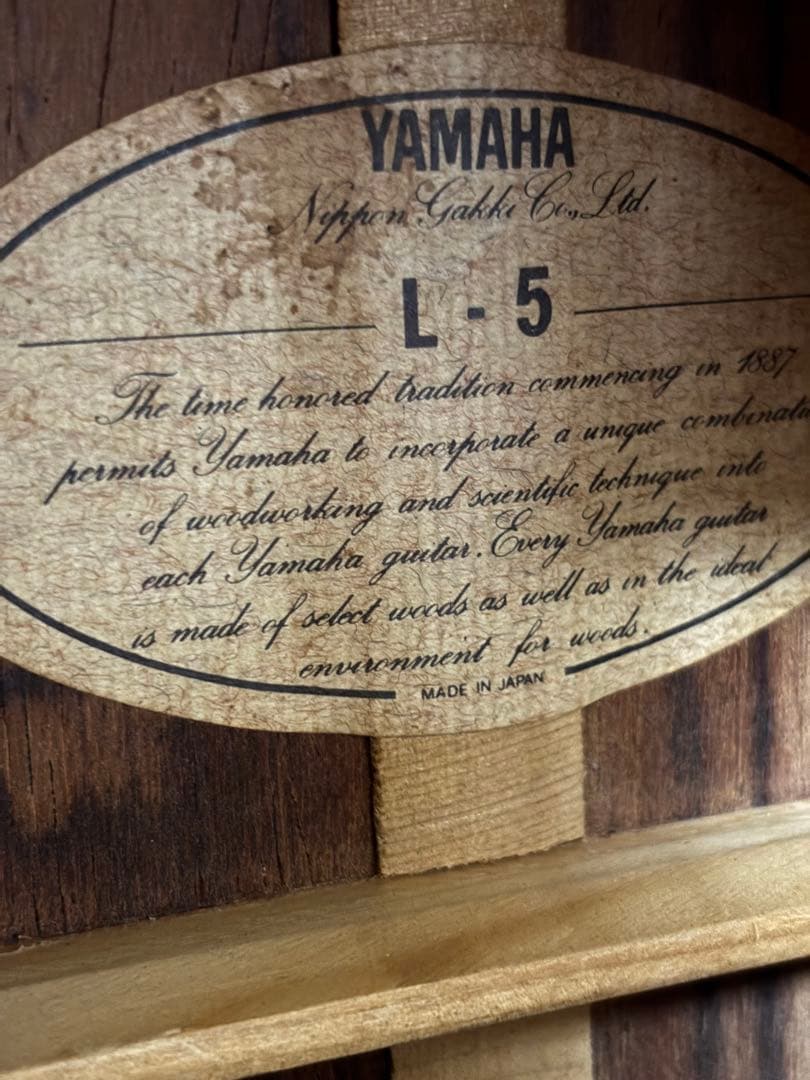 YAMAHA
Nippon Gakki Co., Ltd.
L - 5
The time honored tradition commencing in 1887
permits Yamaha to incorporate a unique combinati
of woodworking and scientific technique into
each Yamaha guitar. Every Yamaha guitar
is made of select woods as well as in the ideal
environment for woods.
MADE IN JAPAN